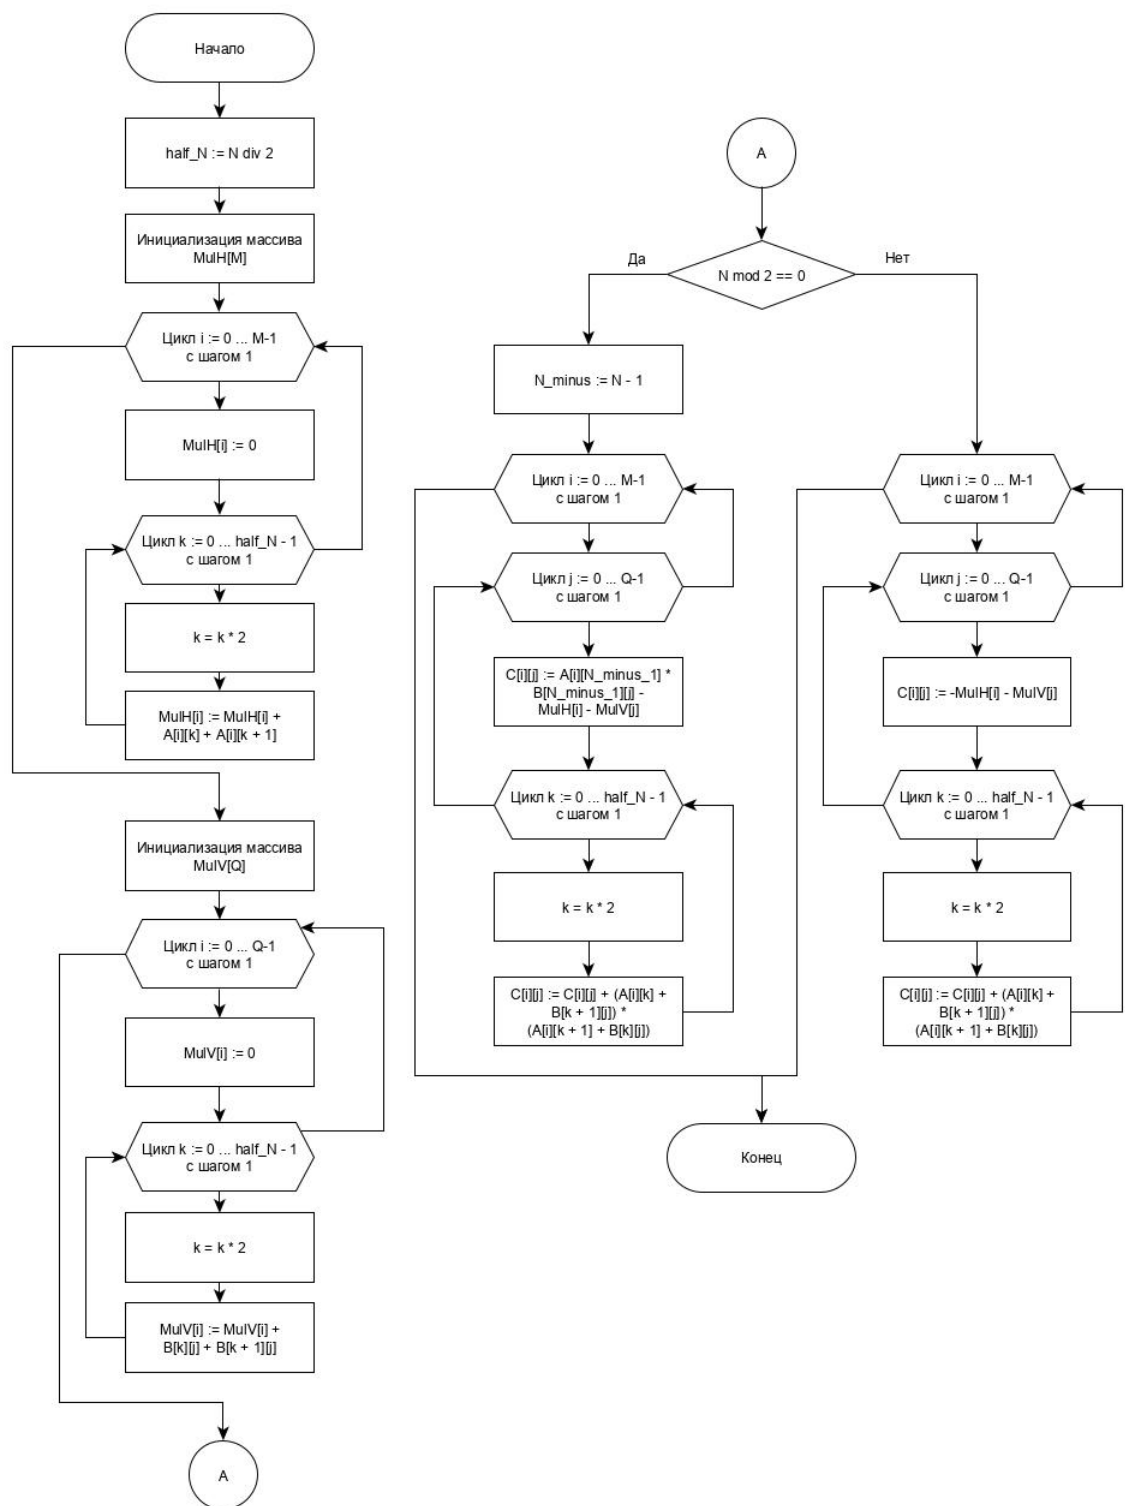 Начало
half_N := N div 2
Инициализация массива
MulH[M]
Цикл i := 0 ... M-1
с шагом 1
MulH[i] := 0
Цикл k := 0 ... half_N - 1
с шагом 1
k = k * 2
MulH[i] := MulH[i] +
A[i][k] + A[i][k + 1]
Инициализация массива
MulV[Q]
Цикл i := 0 ... Q-1
с шагом 1
MulV[i] := 0
Цикл k := 0 ... half_N - 1
с шагом 1
k = k * 2
MulV[i] := MulV[i] +
B[k][j] + B[k + 1][j]
A
A
N mod 2 == 0
Да
Нет
N_minus := N - 1
Цикл i := 0 ... M-1
с шагом 1
Цикл j := 0 ... Q-1
с шагом 1
C[i][j] := A[i][N_minus_1] *
B[N_minus_1][j] -
MulH[i] - MulV[j]
Цикл k := 0 ... half_N - 1
с шагом 1
k = k * 2
C[i][j] := C[i][j] + (A[i][k] +
B[k + 1][j]) *
(A[i][k + 1] + B[k][j])
Цикл i := 0 ... M-1
с шагом 1
Цикл j := 0 ... Q-1
с шагом 1
C[i][j] := -MulH[i] - MulV[j]
Цикл k := 0 ... half_N - 1
с шагом 1
k = k * 2
C[i][j] := C[i][j] + (A[i][k] +
B[k + 1][j]) *
(A[i][k + 1] + B[k][j])
Конец